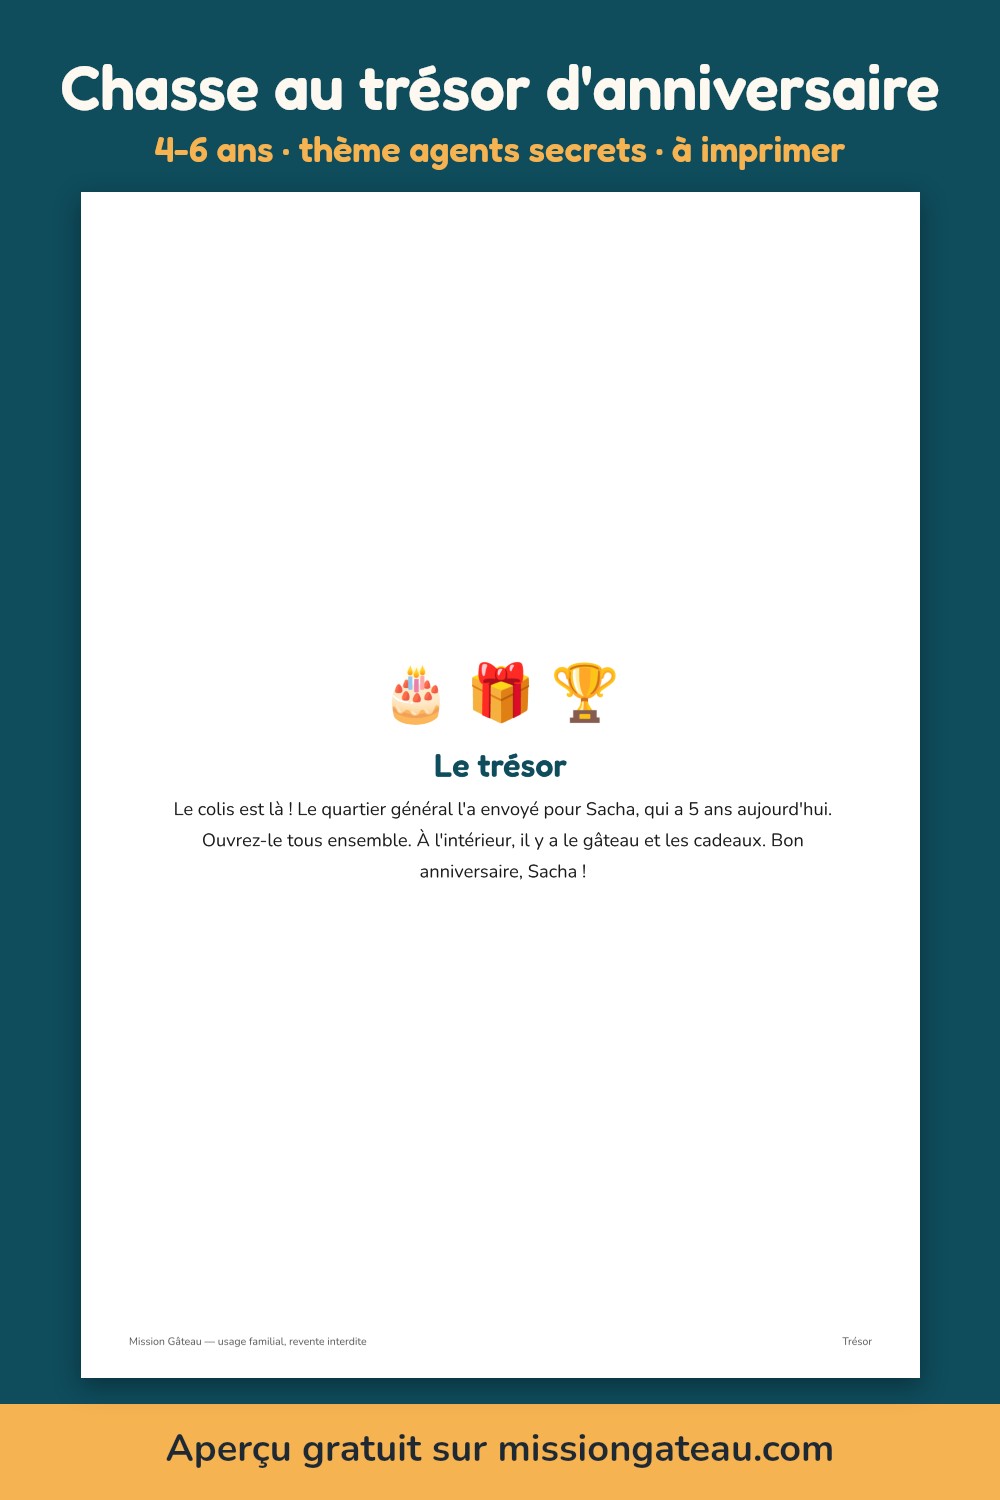 Chasse au trésor d'anniversaire
4-6 ans · thème agents secrets · à imprimer
Le trésor
Le colis est là ! Le quartier général l'a envoyé pour Sacha, qui a 5 ans aujourd'hui.
Ouvrez-le tous ensemble. À l'intérieur, il y a le gâteau et les cadeaux. Bon
anniversaire, Sacha !
Mission Gâteau — usage familial, revente interdite
Trésor
Aperçu gratuit sur missiongateau.com